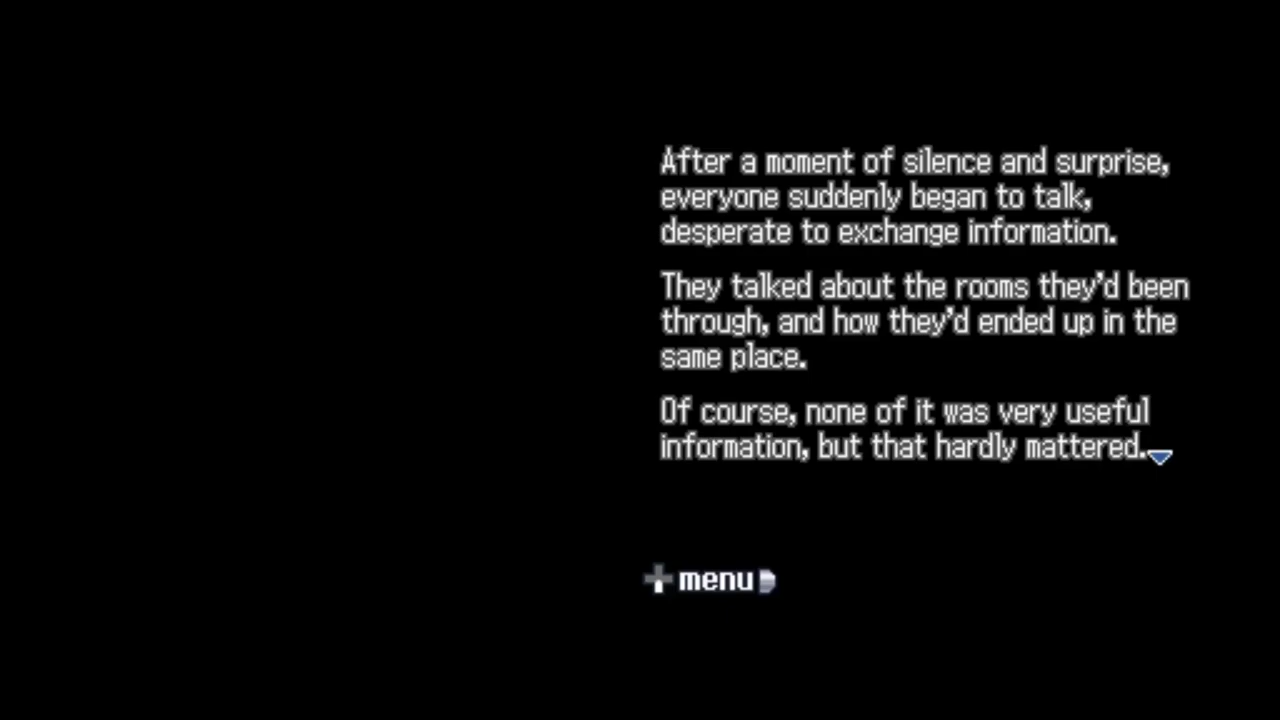 After a moment of silence and surprise,
everyone suddenly began to talk,
desperate to exchange information.
They talked about the rooms they'd been
through, and how they'd ended up in the
same place.
Of course, none of it was very useful
information, but that hardly mattered.
menu